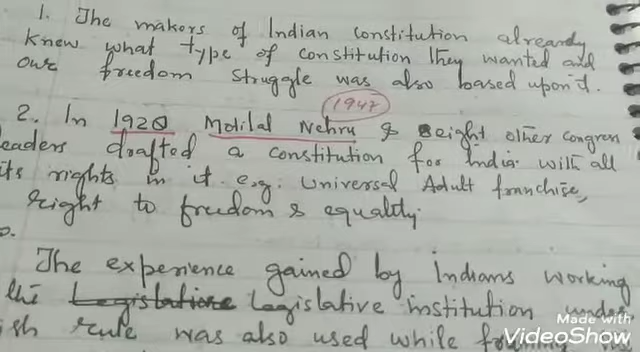 1. The makers of Indian constitution already
knew what type of constitution they wanted and
our freedom struggle was also based upon it.
1947
2. In 1928 Motilal Nehru & eight other congress
leaders drafted a constitution for India with all
its rights in it e.g. Universal Adult franchise,
right to freedom & equality.
The experience gained by Indians working
the Legislative Legislative institution under
ish rule was also used while
Made with
VideoShow